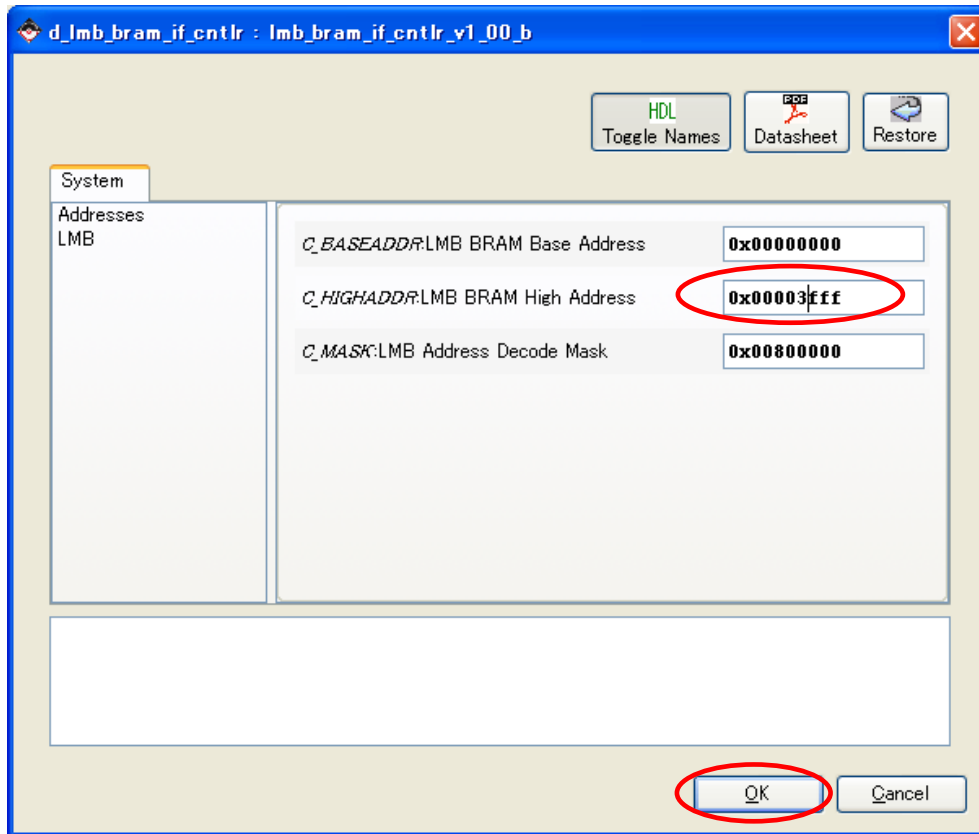 d_lmb_bram_if_cntlr : lmb_bram_if_cntlr_v1_00_b
HDL
Toggle Names
PDF
Datasheet
Restore
System
Addresses
LMB
C_BASEADDR:LMB BRAM Base Address 0x00000000
C_HIGHADDR:LMB BRAM High Address 0x00003fff
C_MASK:LMB Address Decode Mask 0x00800000
OK
Cancel